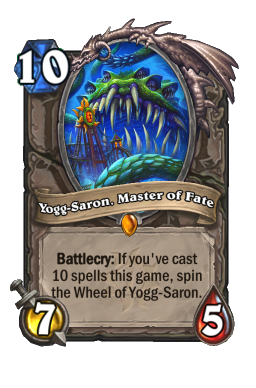 10
Yogg-Saron, Master of Fate
Battlecry: If you've cast
10 spells this game, spin
the Wheel of Yogg-Saron.
7
5